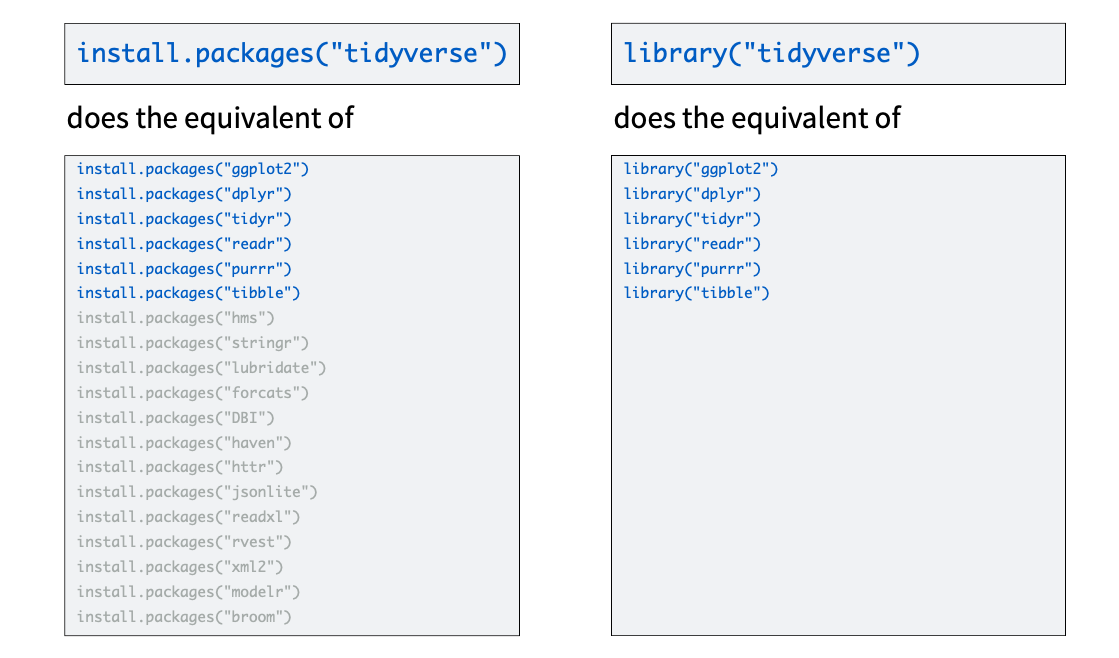 install.packages("tidyverse")
does the equivalent of
install.packages("ggplot2")
install.packages("dplyr")
install.packages("tidyr")
install.packages("readr")
install.packages("purrr")
install.packages("tibble")
install.packages("hms")
install.packages("stringr")
install.packages("lubridate")
install.packages("forcats")
install.packages("DBI")
install.packages("haven")
install.packages("httr")
install.packages("jsonlite")
install.packages("readxl")
install.packages("rvest")
install.packages("xml2")
install.packages("modelr")
install.packages("broom")
library("tidyverse")
does the equivalent of
library("ggplot2")
library("dplyr")
library("tidyr")
library("readr")
library("purrr")
library("tibble")